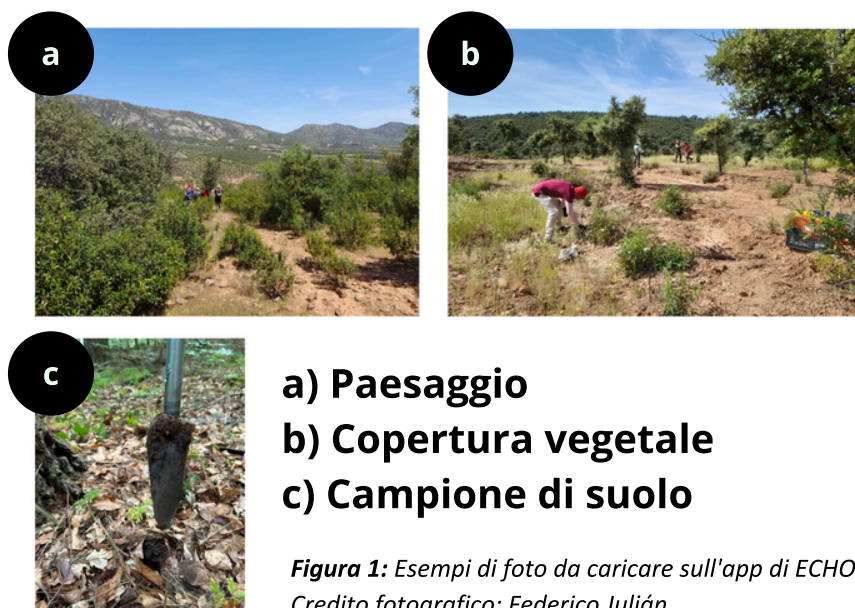 a
b
c
a) Paesaggio
b) Copertura vegetale
c) Campione di suolo
Figura 1: Esempi di foto da caricare sull'app di ECHO
Credito fotografico: Federico Julián